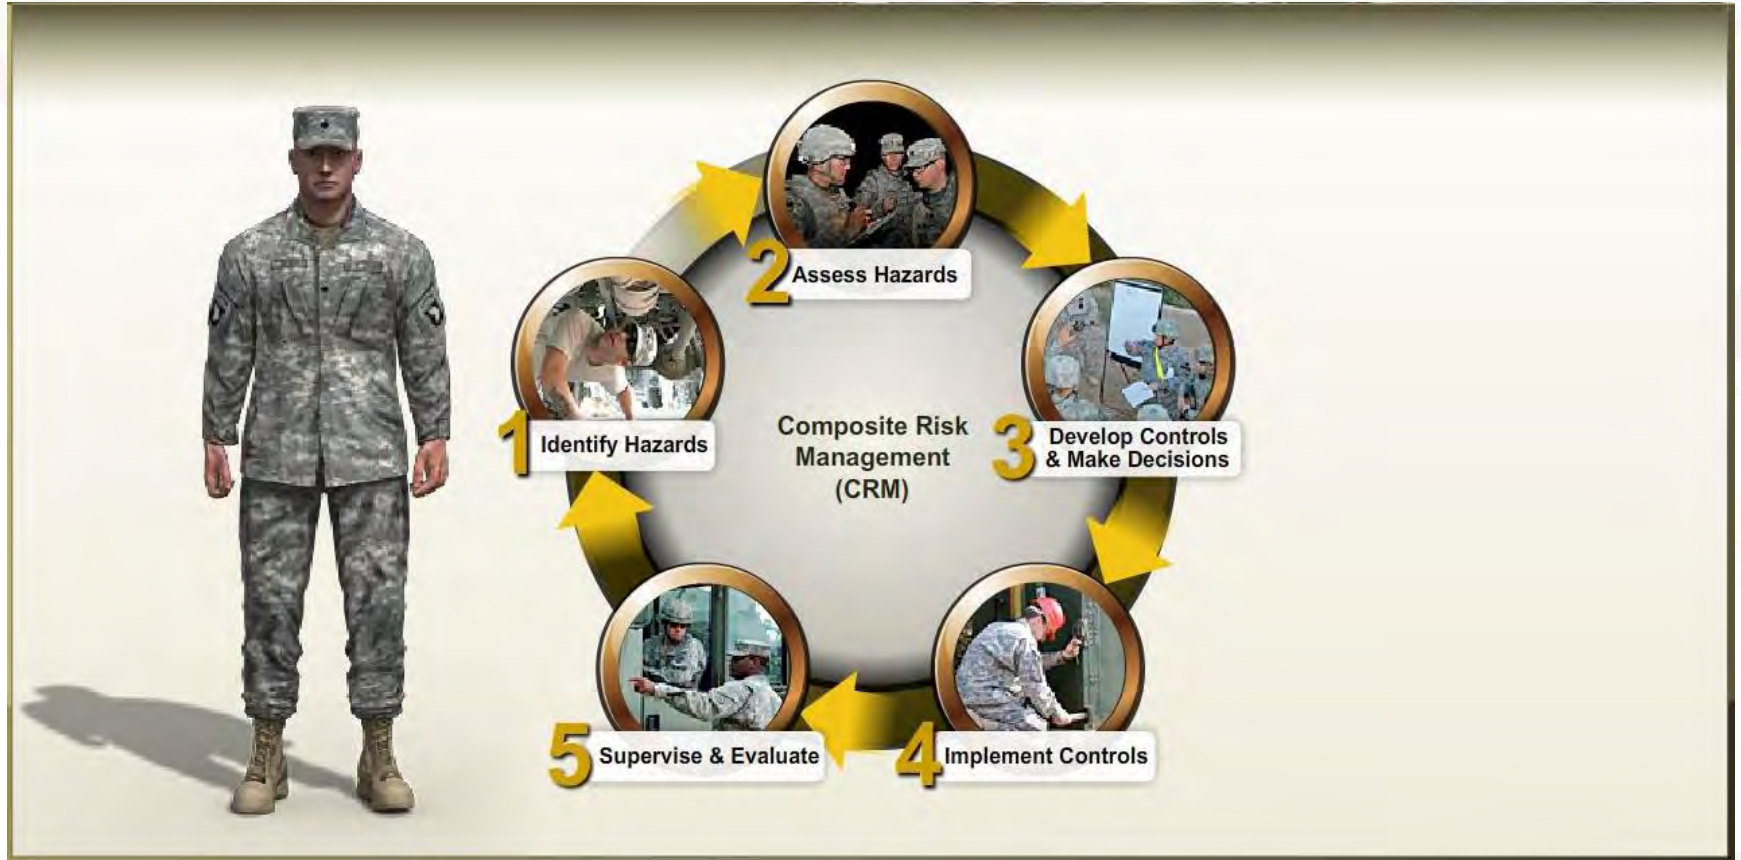 2
Assess Hazards
1
Identify Hazards
Composite Risk
Management
(CRM)
3
Develop Controls
& Make Decisions
5
Supervise & Evaluate
4
Implement Controls